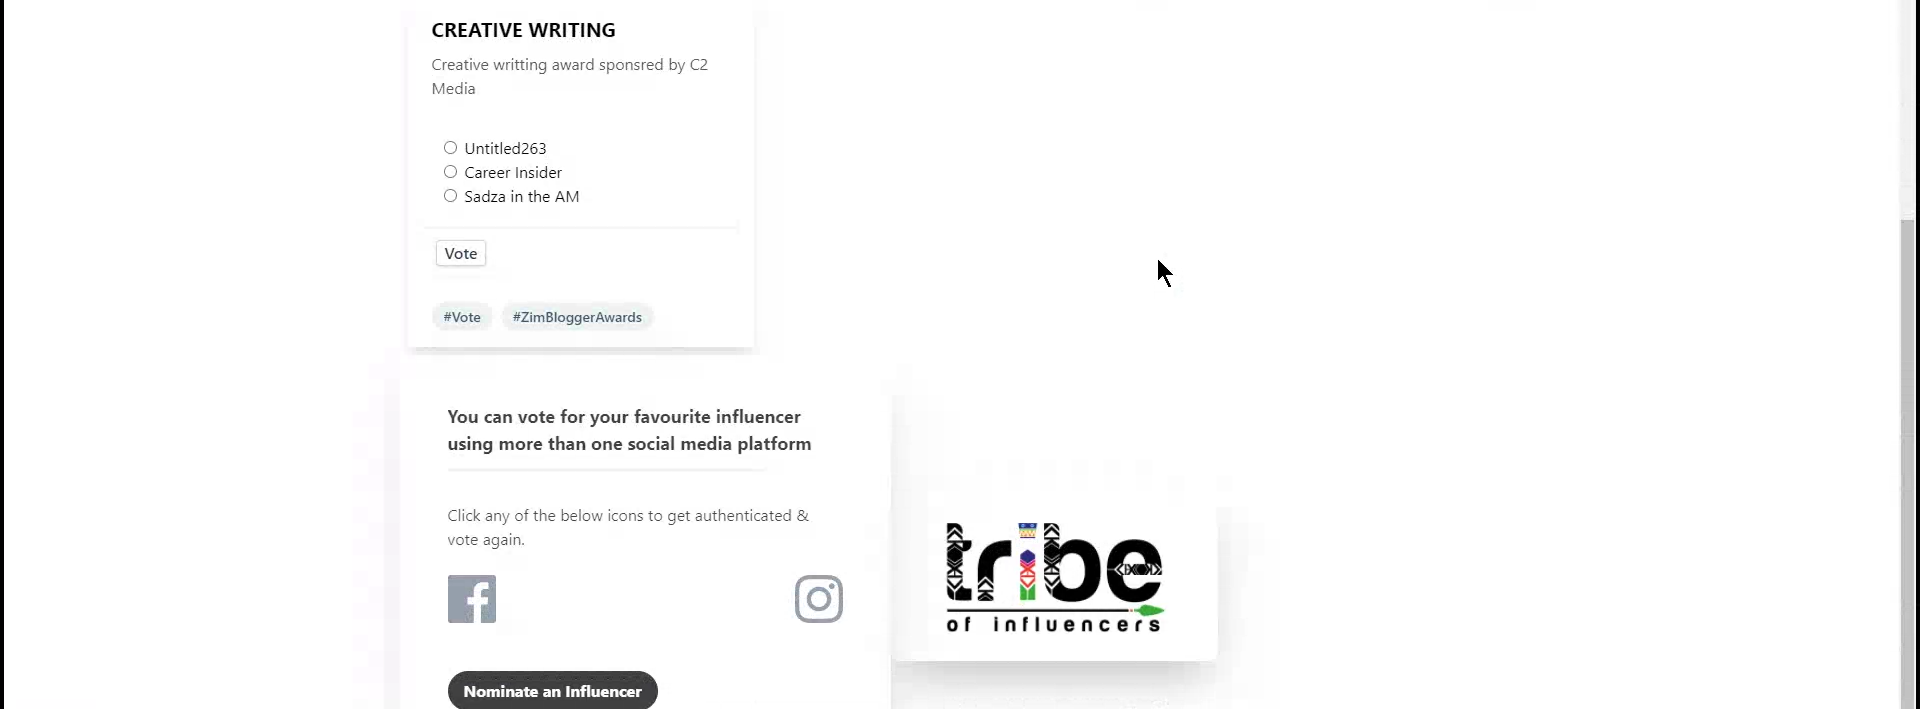 CREATIVE WRITING
Creative writting award sponsred by C2
Media
Untitled263
Career Insider
Sadza in the AM
Vote
#Vote #ZimBloggerAwards
You can vote for your favourite influencer
using more than one social media platform
Click any of the below icons to get authenticated &
vote again.
tribe
of influencers
Nominate an Influencer